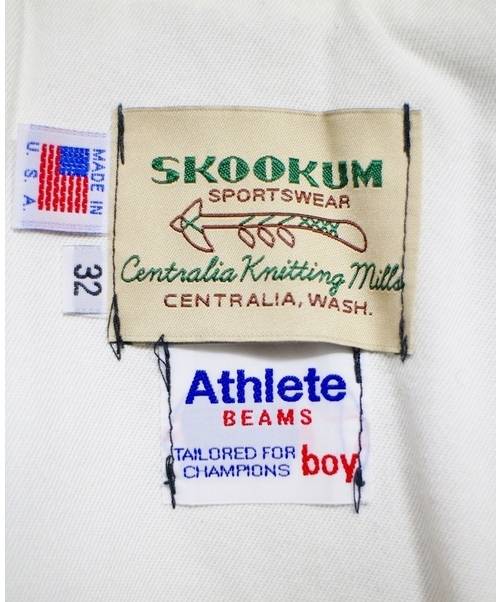 MADE IN
U. S. A.
32
SKOOKUM
SPORTSWEAR
Centralia Knitting Mills
CENTRALIA, WASH.
Athlete
BEAMS
TAILORED FOR
CHAMPIONS
boy